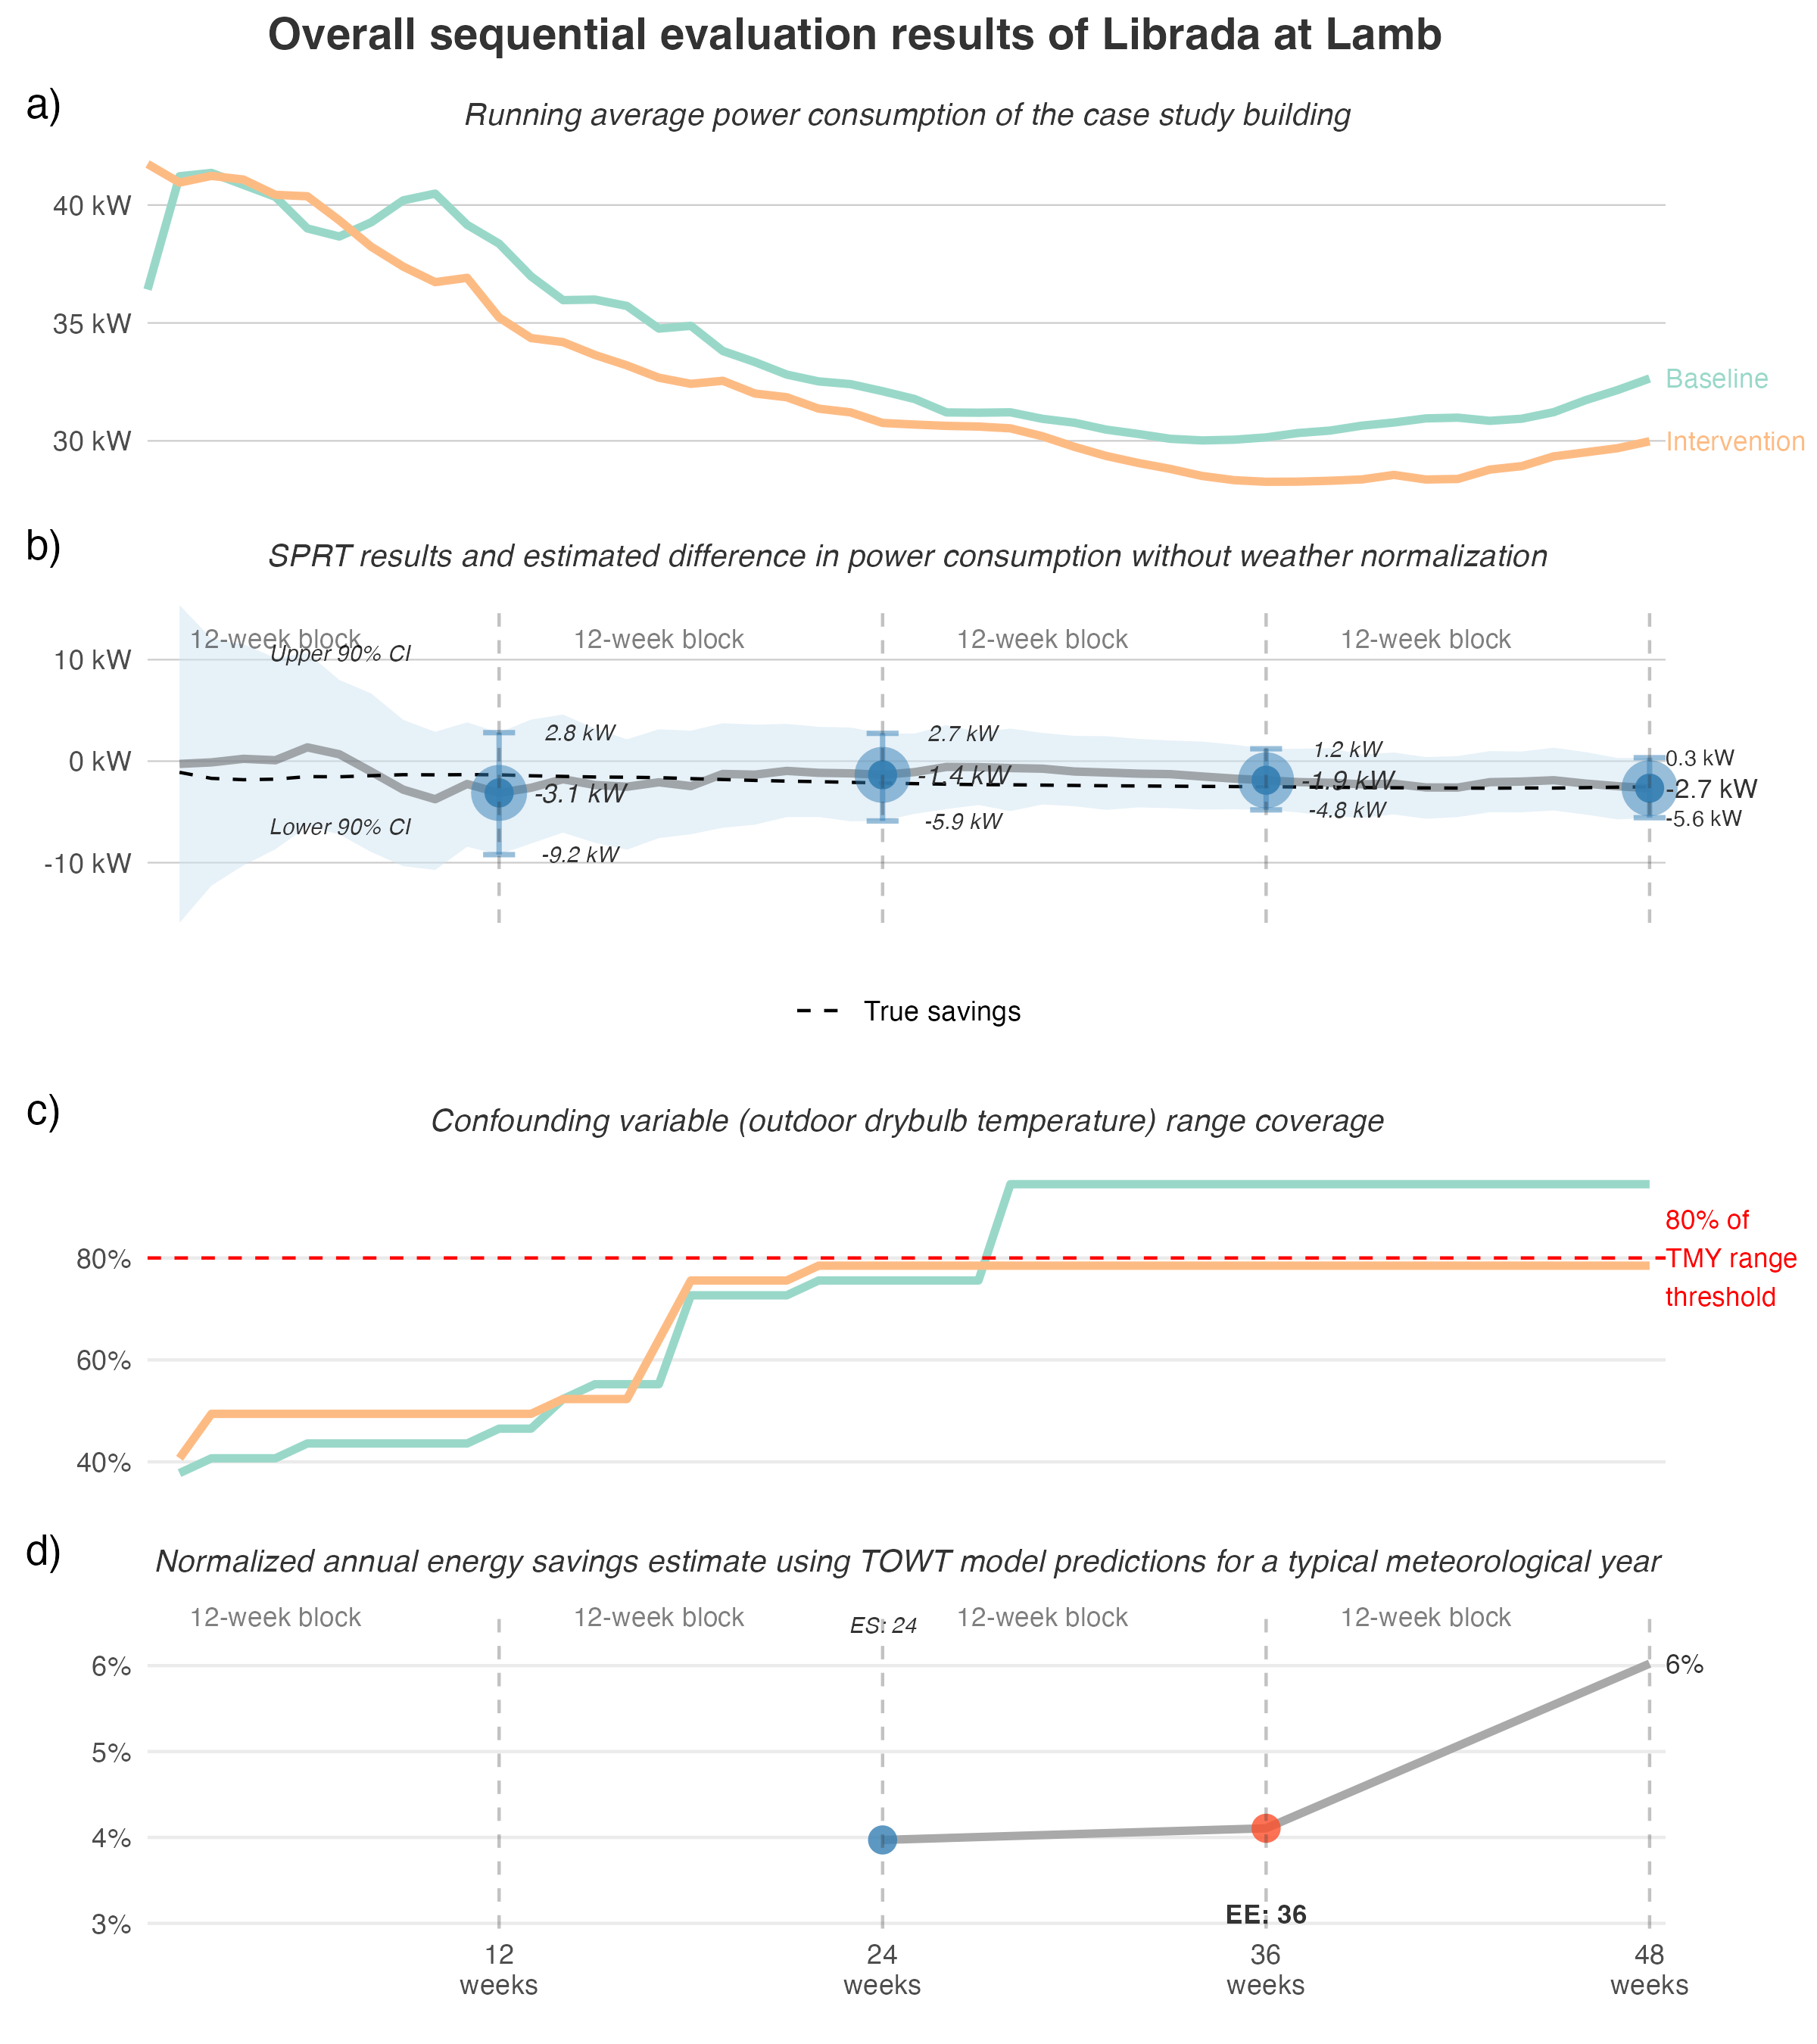 Overall sequential evaluation results of Librada at Lamb
a)
Running average power consumption of the case study building
40 kW
35 kW
30 kW
Baseline
Intervention
b)
SPRT results and estimated difference in power consumption without weather normalization
12-week block
12-week block
12-week block
12-week block
Upper 90% CI
10 kW
0 kW
-10 kW
2.8 kW
-3.1 kW
-9.2 kW
Lower 90% CI
2.7 kW
-1.4 kW
-5.9 kW
1.2 kW
-1.9 kW
-4.8 kW
0.3 kW
-2.7 kW
-5.6 kW
True savings
c)
Confounding variable (outdoor drybulb temperature) range coverage
80%
60%
40%
80% of
TMY range
threshold
d)
Normalized annual energy savings estimate using TOWT model predictions for a typical meteorological year
12-week block
12-week block
ES: 24
12-week block
12-week block
6%
5%
4%
3%
6%
EE: 36
12
weeks
24
weeks
36
weeks
48
weeks